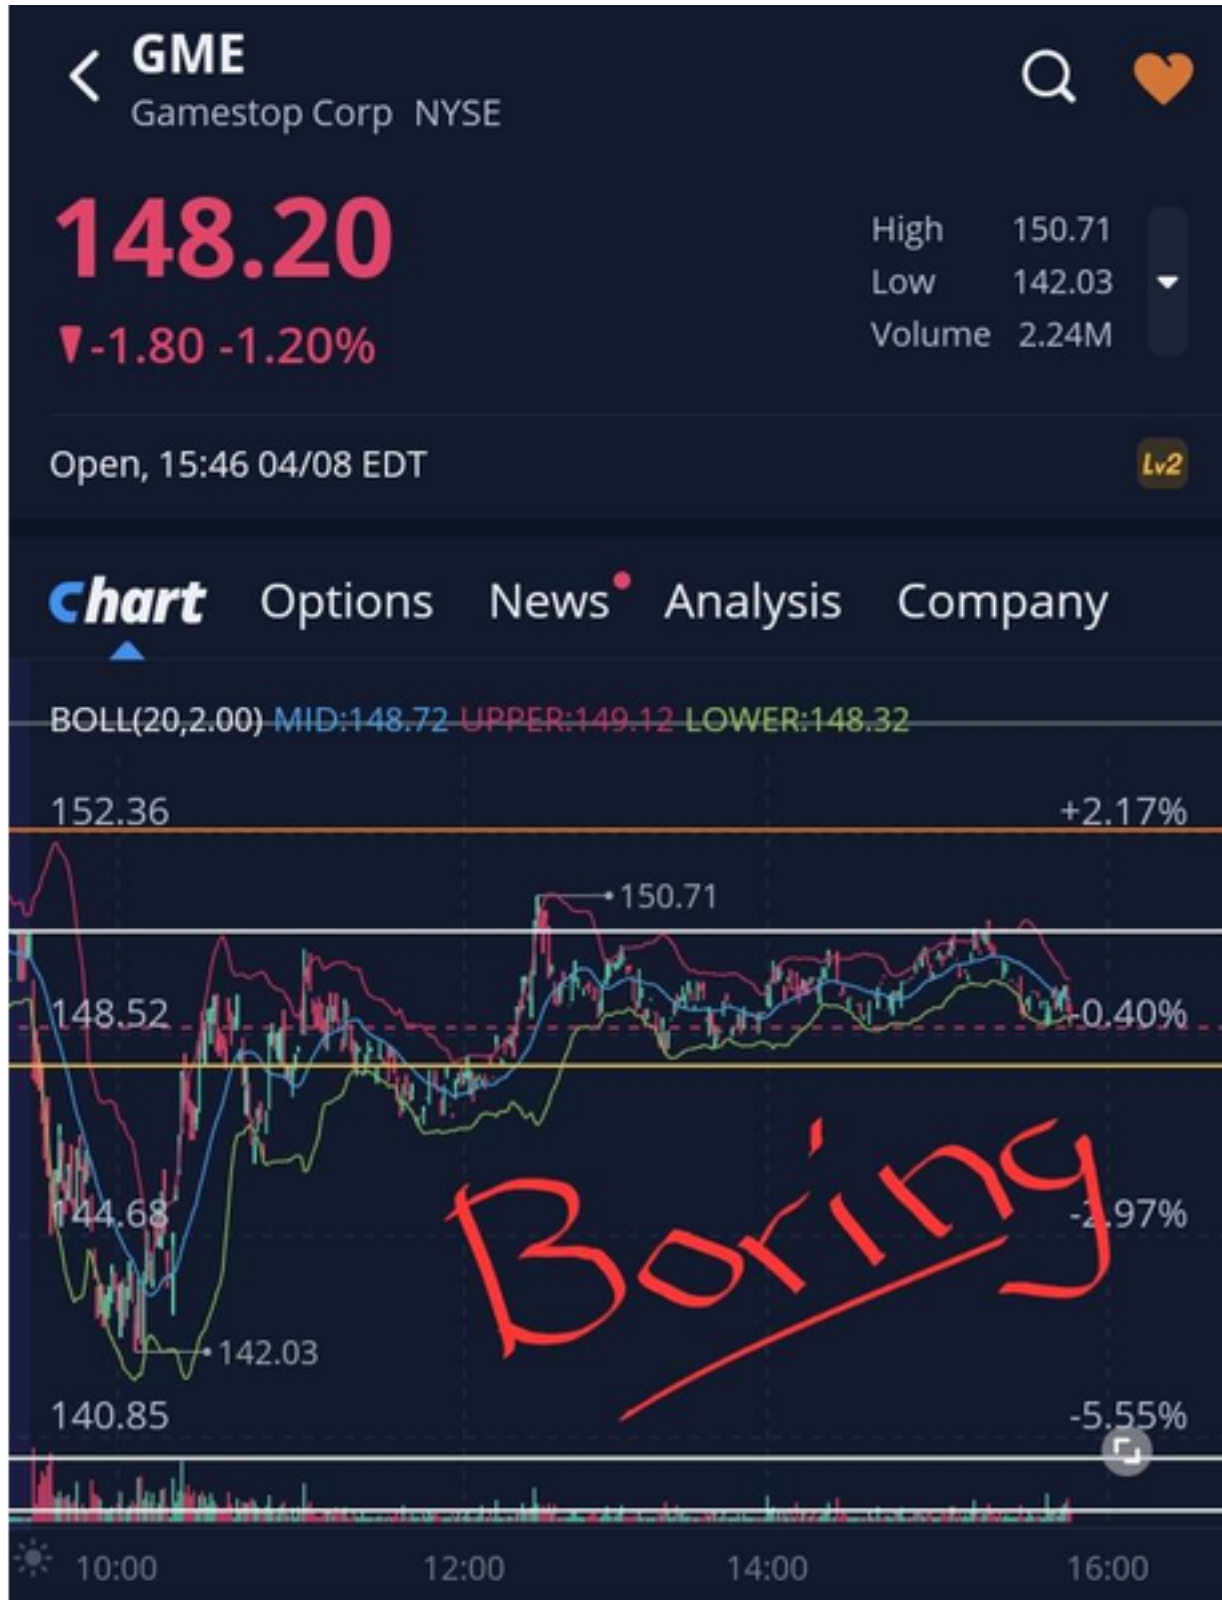 GME
Gamestop Corp NYSE
148.20
-1.80 -1.20%
High 150.71
Low 142.03
Volume 2.24M
Open, 15:46 04/08 EDT
Lv2
Chart Options News Analysis Company
BOLL(20,2.00) MID:148.72 UPPER:149.12 LOWER:148.32
152.36 +2.17%
150.71
148.52 -0.40%
Boring
144.68 -2.97%
142.03
140.85 -5.55%
10:00 12:00 14:00 16:00